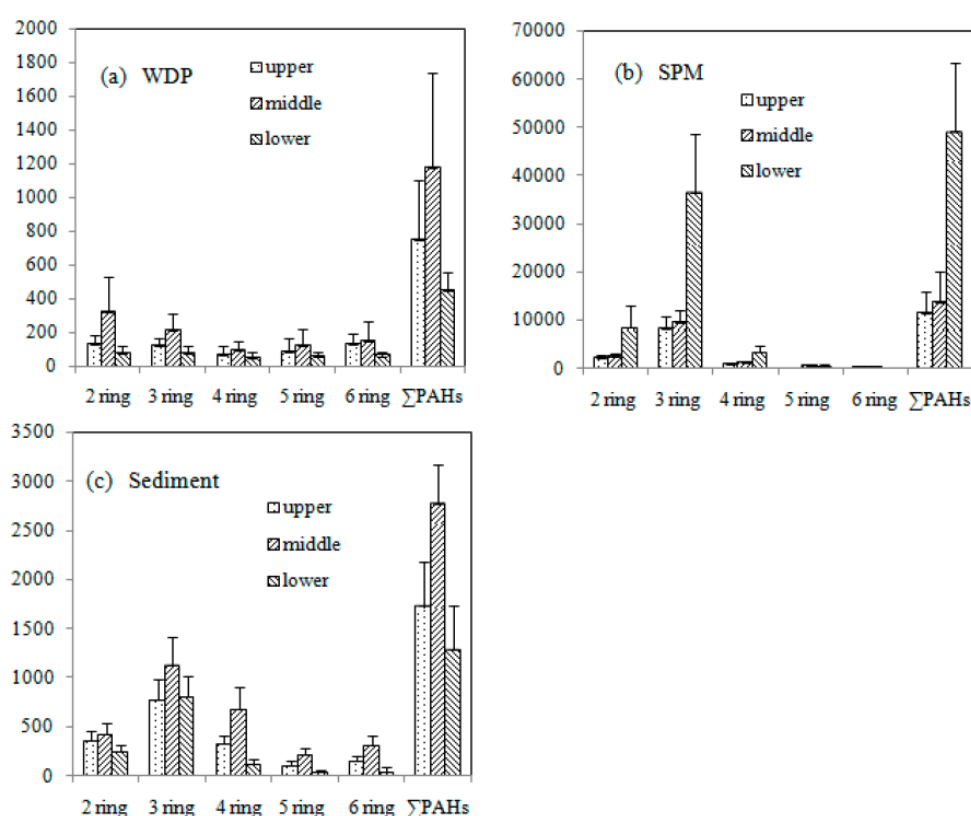 2000
1800
1600
1400
1200
1000
800
600
400
200
0
(a) WDP
upper
middle
lower
2 ring 3 ring 4 ring 5 ring 6 ring ∑PAHs
70000
60000
50000
40000
30000
20000
10000
0
(b) SPM
upper
middle
lower
2 ring 3 ring 4 ring 5 ring 6 ring ∑PAHs
3500
3000
2500
2000
1500
1000
500
0
(c) Sediment
upper
middle
lower
2 ring 3 ring 4 ring 5 ring 6 ring ∑PAHs